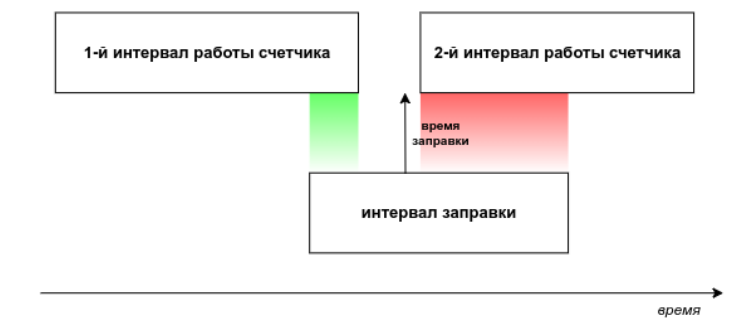 1-й интервал работы счетчика
2-й интервал работы счетчика
время
заправки
интервал заправки
время